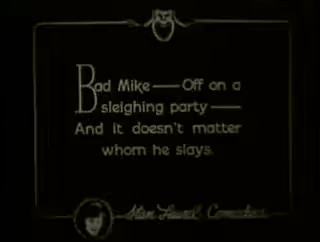 Bad Mike — Off on a
sleighing party —
And it doesn't matter
whom he slays.
Stan Laurel Comedies